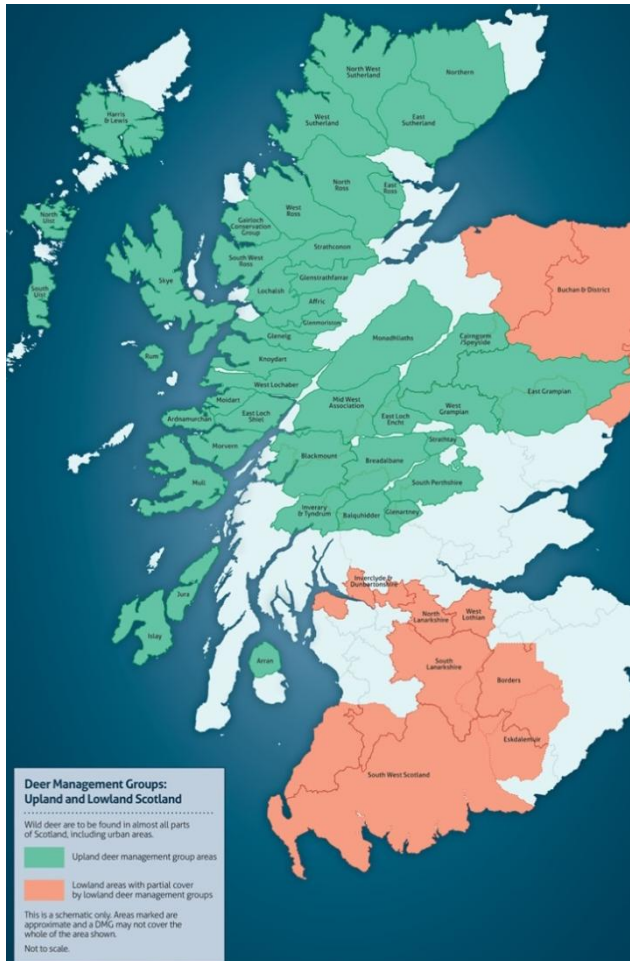 North West
Sutherland
Northern
Harris
& Lewis
West
Sutherland
East
Sutherland
North
Ross
East
Ross
North
Uist
West
Ross
Gairloch
Conservation
Group
Strathconon
South West
Ross
Skye
Glenstrathfarrar
South
Uist
Lochalsh
Affric
Buchan & District
Glenmoriston
Glenelg
Monadhliaths
Cairngorm
/Speyside
Rum
Knoydart
West Lochaber
Mid West
Association
West
Grampian
East Grampian
Moidart
Ardnamurchan
East Loch
Shiel
East Loch
Ericht
Morvern
Strathtay
Blackmount
Breadalbane
Mull
South Perthshire
Inverary
& Tyndrum
Balquhidder
Glenartney
Inverclyde &
Dunbartonshire
Jura
North
Lanarkshire
West
Lothian
Islay
Arran
South
Lanarkshire
Borders
Eskdalemuir
South West Scotland
Deer Management Groups:
Upland and Lowland Scotland
Wild deer are to be found in almost all parts
of Scotland, including urban areas.
Upland deer management group areas
Lowland areas with partial cover
by lowland deer management groups
This is a schematic only. Areas marked are
approximate and a DMG may not cover the
whole of the area shown.
Not to scale.